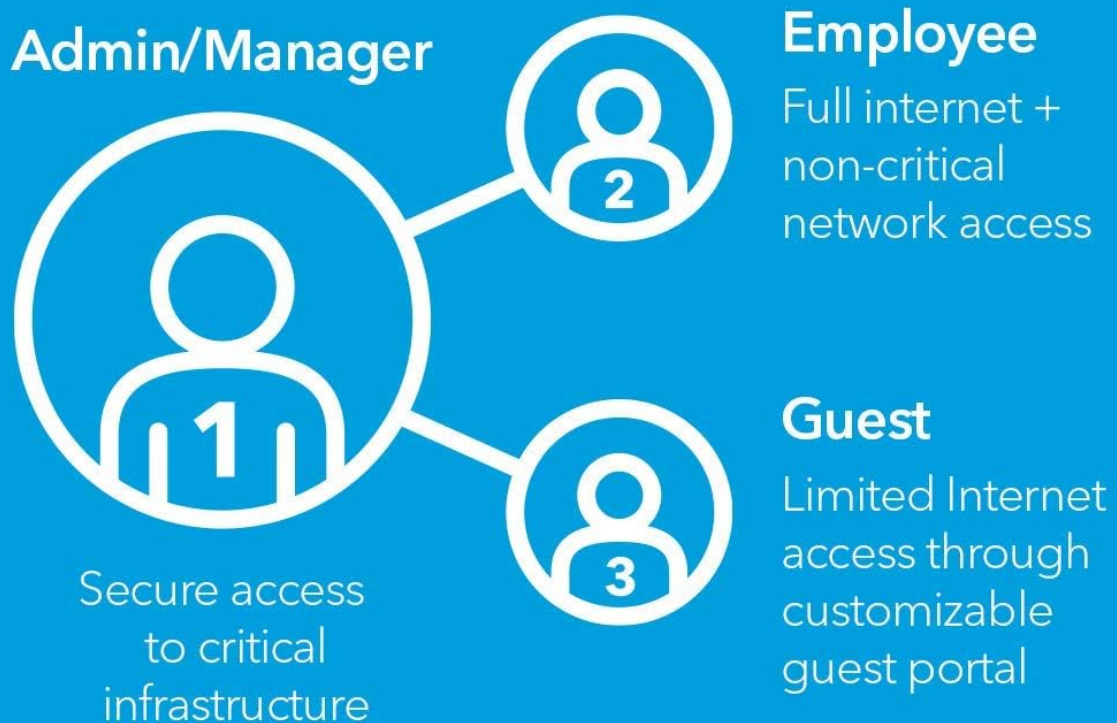 Admin/Manager
1
Secure access
to critical
infrastructure
2
Employee
Full internet +
non-critical
network access
3
Guest
Limited Internet
access through
customizable
guest portal